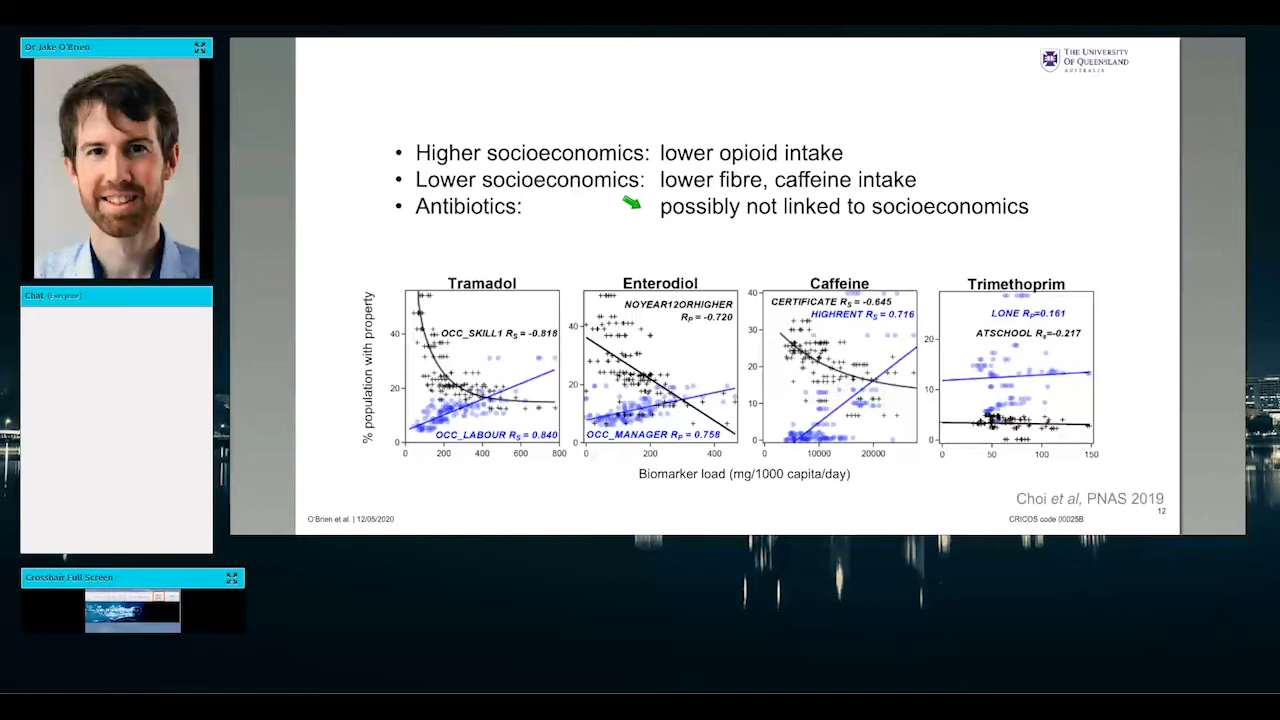 Dr Jake O'Brien
Chat (Everyone)
Crosshair Full Screen
THE UNIVERSITY
OF QUEENSLAND
AUSTRALIA
• Higher socioeconomics: lower opioid intake
• Lower socioeconomics: lower fibre, caffeine intake
• Antibiotics: possibly not linked to socioeconomics
% population with property
Tramadol
OCC_SKILL1 RS = -0.818
OCC_LABOUR RS = 0.840
40
20
0
0 200 400 600 800
Enterodiol
NOYEAR12ORHIGHER
RP = -0.720
OCC_MANAGER RP = 0.758
40
20
0
0 200 400
Caffeine
CERTIFICATE RS = -0.645
HIGHRENT RS = 0.716
40
30
20
10
0
0 10000 20000
Trimethoprim
LONE RP=0.161
ATSCHOOL Rs=-0.217
20
10
0
0 50 100 150
Biomarker load (mg/1000 capita/day)
Choi et al, PNAS 2019
12
O'Brien et al. | 12/05/2020
CRICOS code 00025B